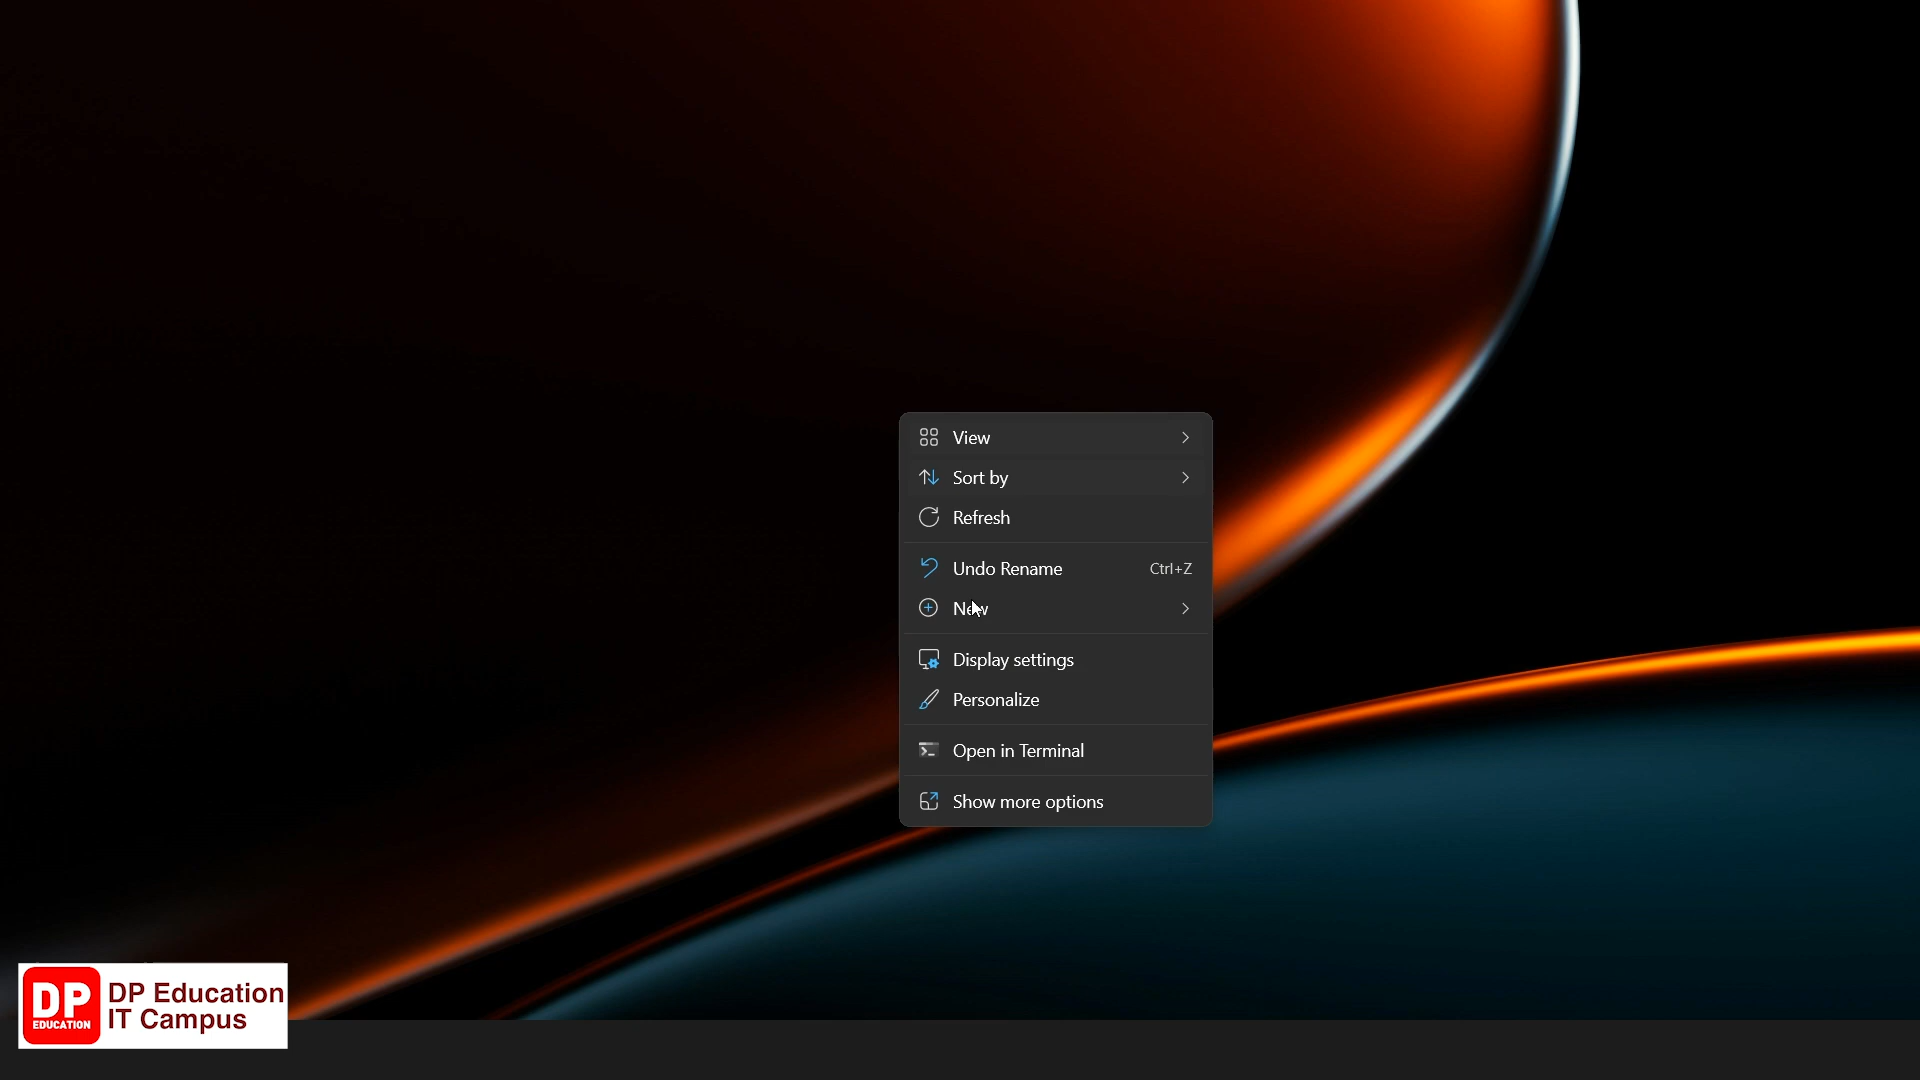 View
Sort by
Refresh
Undo Rename Ctrl+Z
New
Display settings
Personalize
Open in Terminal
Show more options
DP
EDUCATION
DP Education
IT Campus